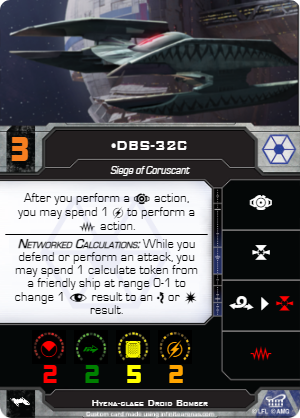 3
•DBS-32C
Siege of Coruscant
After you perform a action,
you may spend 1 to perform a
action.
NETWORKED CALCULATIONS: While you
defend or perform an attack, you
may spend 1 calculate token from
a friendly ship at range 0-1 to
change 1 result to an or
result.
2 2 5 2
HYENA-CLASS DROID BOMBER
Custom card made using infinitearenas.com
©LFL ©AMG